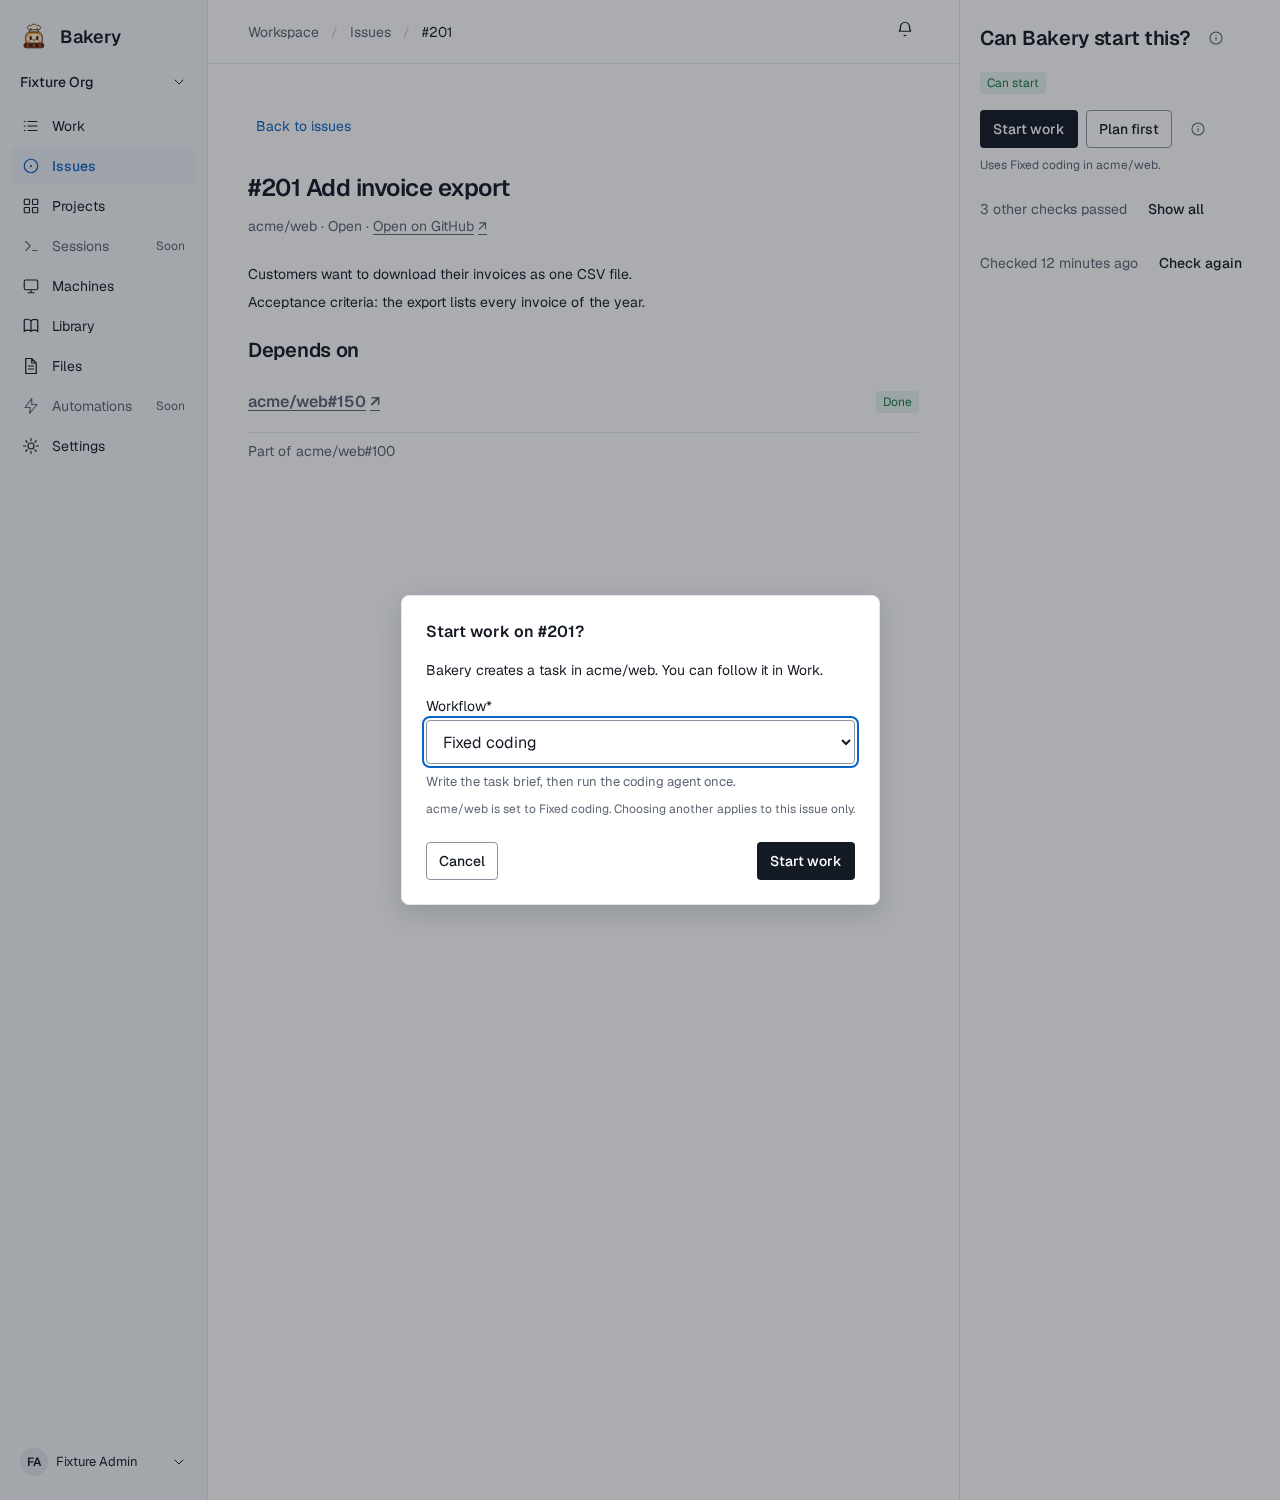 Bakery
Fixture Org
Work
Issues
Projects
Sessions Soon
Machines
Library
Files
Automations Soon
Settings
FA Fixture Admin
Workspace / Issues / #201
Back to issues
#201 Add invoice export
acme/web · Open · Open on GitHub ↗
Customers want to download their invoices as one CSV file.
Acceptance criteria: the export lists every invoice of the year.
Depends on
acme/web#150 ↗ Done
Part of acme/web#100
Start work on #201?
Bakery creates a task in acme/web. You can follow it in Work.
Workflow*
Fixed coding
Write the task brief, then run the coding agent once.
acme/web is set to Fixed coding. Choosing another applies to this issue only.
Cancel Start work
Can Bakery start this?
Can start
Start work Plan first
Uses Fixed coding in acme/web.
3 other checks passed Show all
Checked 12 minutes ago Check again